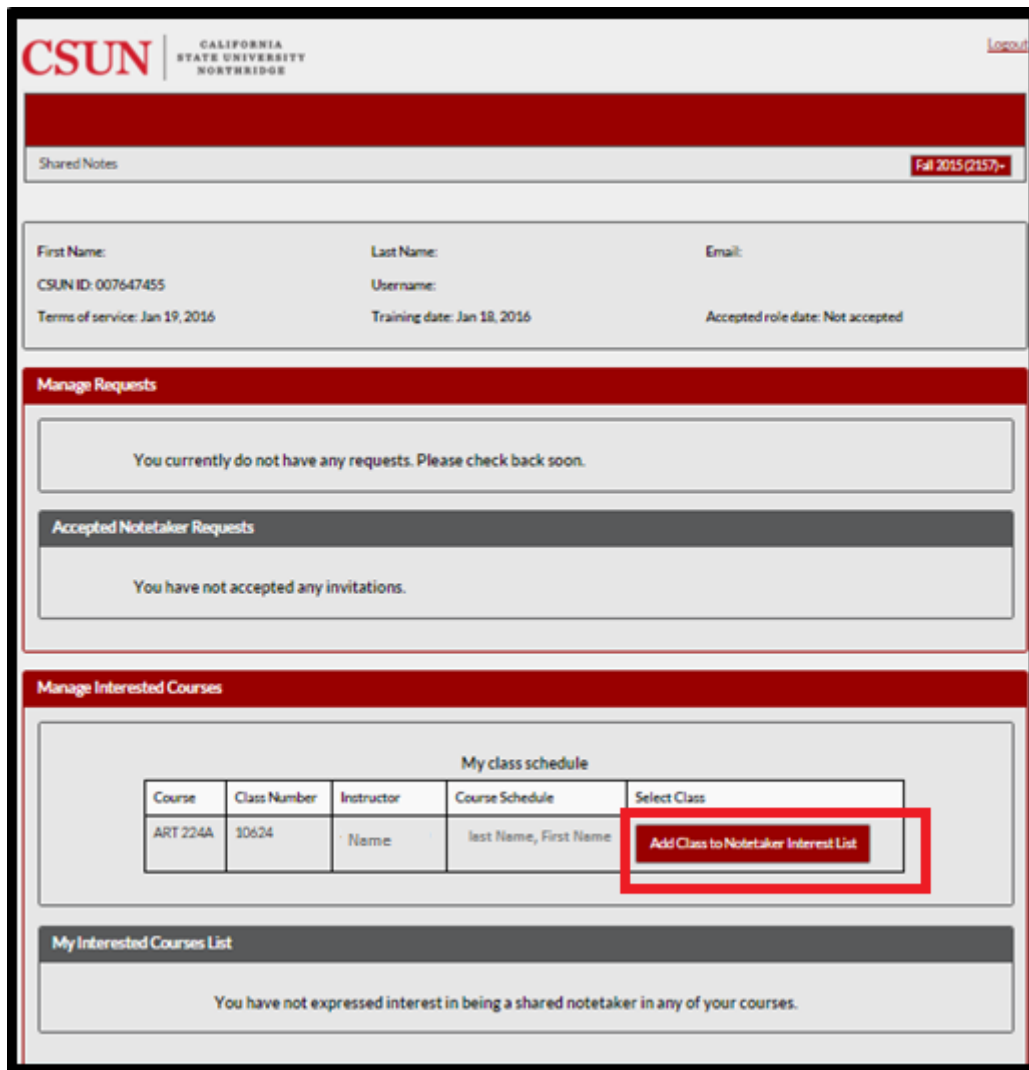 CSUN CALIFORNIA STATE UNIVERSITY NORTHRIDGE
Logout
Shared Notes Fall 2015 (2157)
First Name: Last Name: Email:
CSUN ID: 007647455 Username:
Terms of service: Jan 19, 2016 Training date: Jan 18, 2016 Accepted role date: Not accepted
Manage Requests
You currently do not have any requests. Please check back soon.
Accepted Notetaker Requests
You have not accepted any invitations.
Manage Interested Courses
My class schedule
Course Class Number Instructor Course Schedule Select Class
ART 224A 10624 Name last Name, First Name Add Class to Notetaker Interest List
My Interested Courses List
You have not expressed interest in being a shared notetaker in any of your courses.